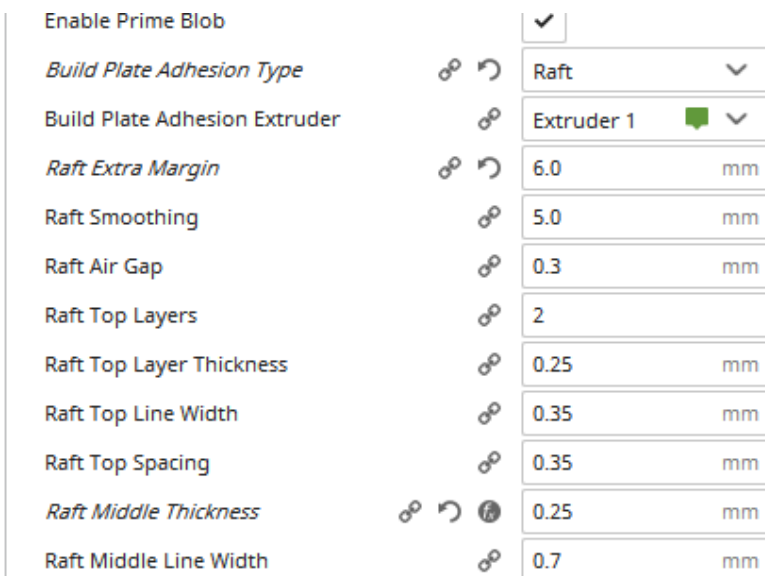 Enable Prime Blob
Build Plate Adhesion Type Raft
Build Plate Adhesion Extruder Extruder 1
Raft Extra Margin 6.0 mm
Raft Smoothing 5.0 mm
Raft Air Gap 0.3 mm
Raft Top Layers 2
Raft Top Layer Thickness 0.25 mm
Raft Top Line Width 0.35 mm
Raft Top Spacing 0.35 mm
Raft Middle Thickness 0.25 mm
Raft Middle Line Width 0.7 mm